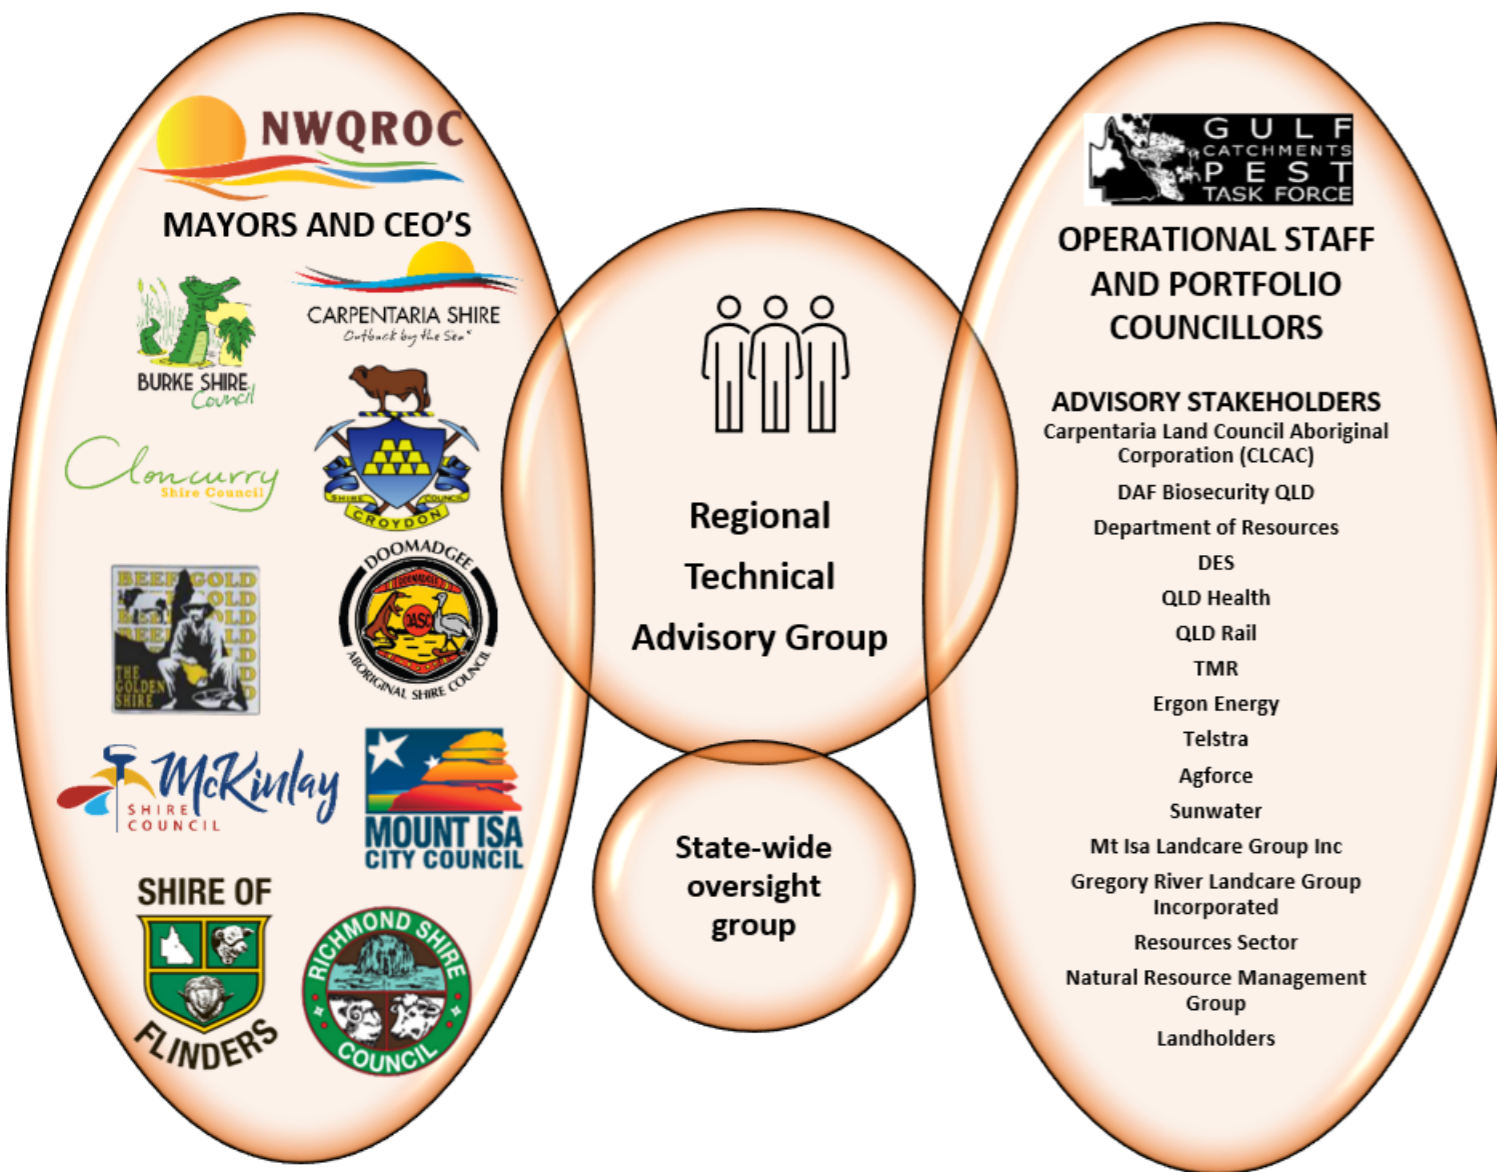 NWQROC
MAYORS AND CEO'S
BURKE SHIRE
Council
CARPENTARIA SHIRE
Outback by the Sea
Cloncurry
Shire Council
SHIRE COUNCIL
CROYDON
BEEF GOLD
THE
GOLDEN
SHIRE
DOOMADGEE
DOOMADGEE
DASC
ABORIGINAL SHIRE COUNCIL
McKinlay
SHIRE
COUNCIL
MOUNT ISA
CITY COUNCIL
SHIRE OF
FLINDERS
RICHMOND SHIRE
COUNCIL
Regional
Technical
Advisory Group
State-wide
oversight
group
GULF
CATCHMENTS
PEST
TASK FORCE
OPERATIONAL STAFF
AND PORTFOLIO
COUNCILLORS
ADVISORY STAKEHOLDERS
Carpentaria Land Council Aboriginal
Corporation (CLCAC)
DAF Biosecurity QLD
Department of Resources
DES
QLD Health
QLD Rail
TMR
Ergon Energy
Telstra
Agforce
Sunwater
Mt Isa Landcare Group Inc
Gregory River Landcare Group
Incorporated
Resources Sector
Natural Resource Management
Group
Landholders